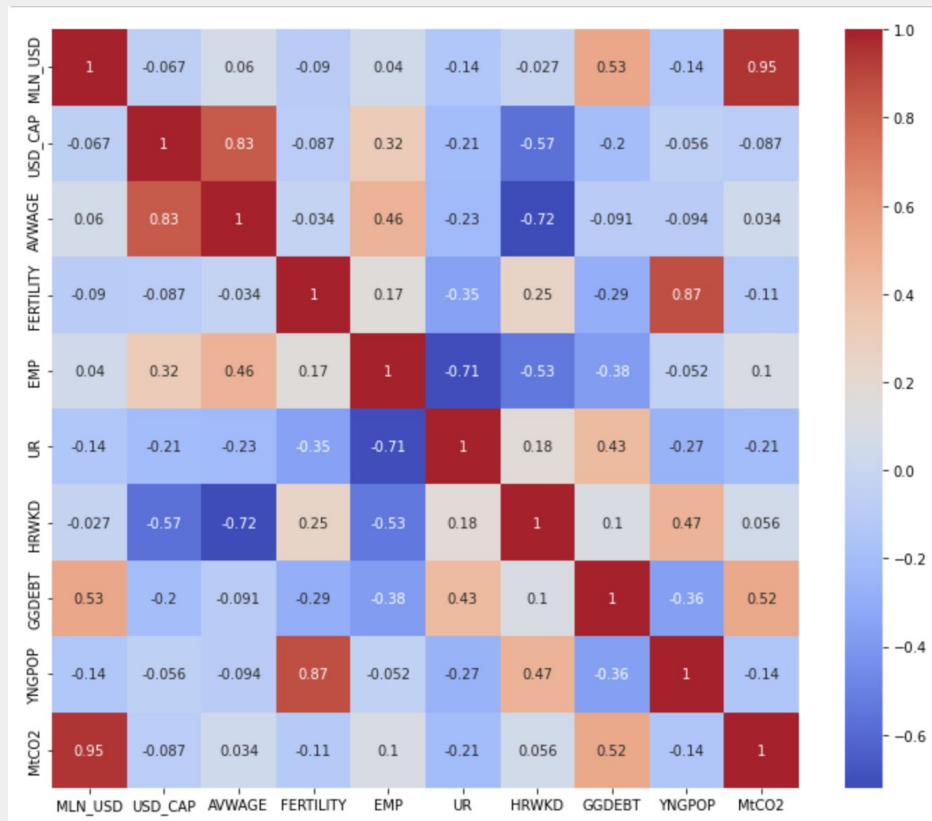 MLN_USD 1 -0.067 0.06 -0.09 0.04 -0.14 -0.027 0.53 -0.14 0.95
USD_CAP -0.067 1 0.83 -0.087 0.32 -0.21 -0.57 -0.2 -0.056 -0.087
AVWAGE 0.06 0.83 1 -0.034 0.46 -0.23 -0.72 -0.091 -0.094 0.034
FERTILITY -0.09 -0.087 -0.034 1 0.17 -0.35 0.25 -0.29 0.87 -0.11
EMP 0.04 0.32 0.46 0.17 1 -0.71 -0.53 -0.38 -0.052 0.1
UR -0.14 -0.21 -0.23 -0.35 -0.71 1 0.18 0.43 -0.27 -0.21
HRWKD -0.027 -0.57 -0.72 0.25 -0.53 0.18 1 0.1 0.47 0.056
GGDEBT 0.53 -0.2 -0.091 -0.29 -0.38 0.43 0.1 1 -0.36 0.52
YNGPOP -0.14 -0.056 -0.094 0.87 -0.052 -0.27 0.47 -0.36 1 -0.14
MtCO2 0.95 -0.087 0.034 -0.11 0.1 -0.21 0.056 0.52 -0.14 1
MLN_USD USD_CAP AVWAGE FERTILITY EMP UR HRWKD GGDEBT YNGPOP MtCO2
1.0
0.8
0.6
0.4
0.2
0.0
−0.2
−0.4
−0.6